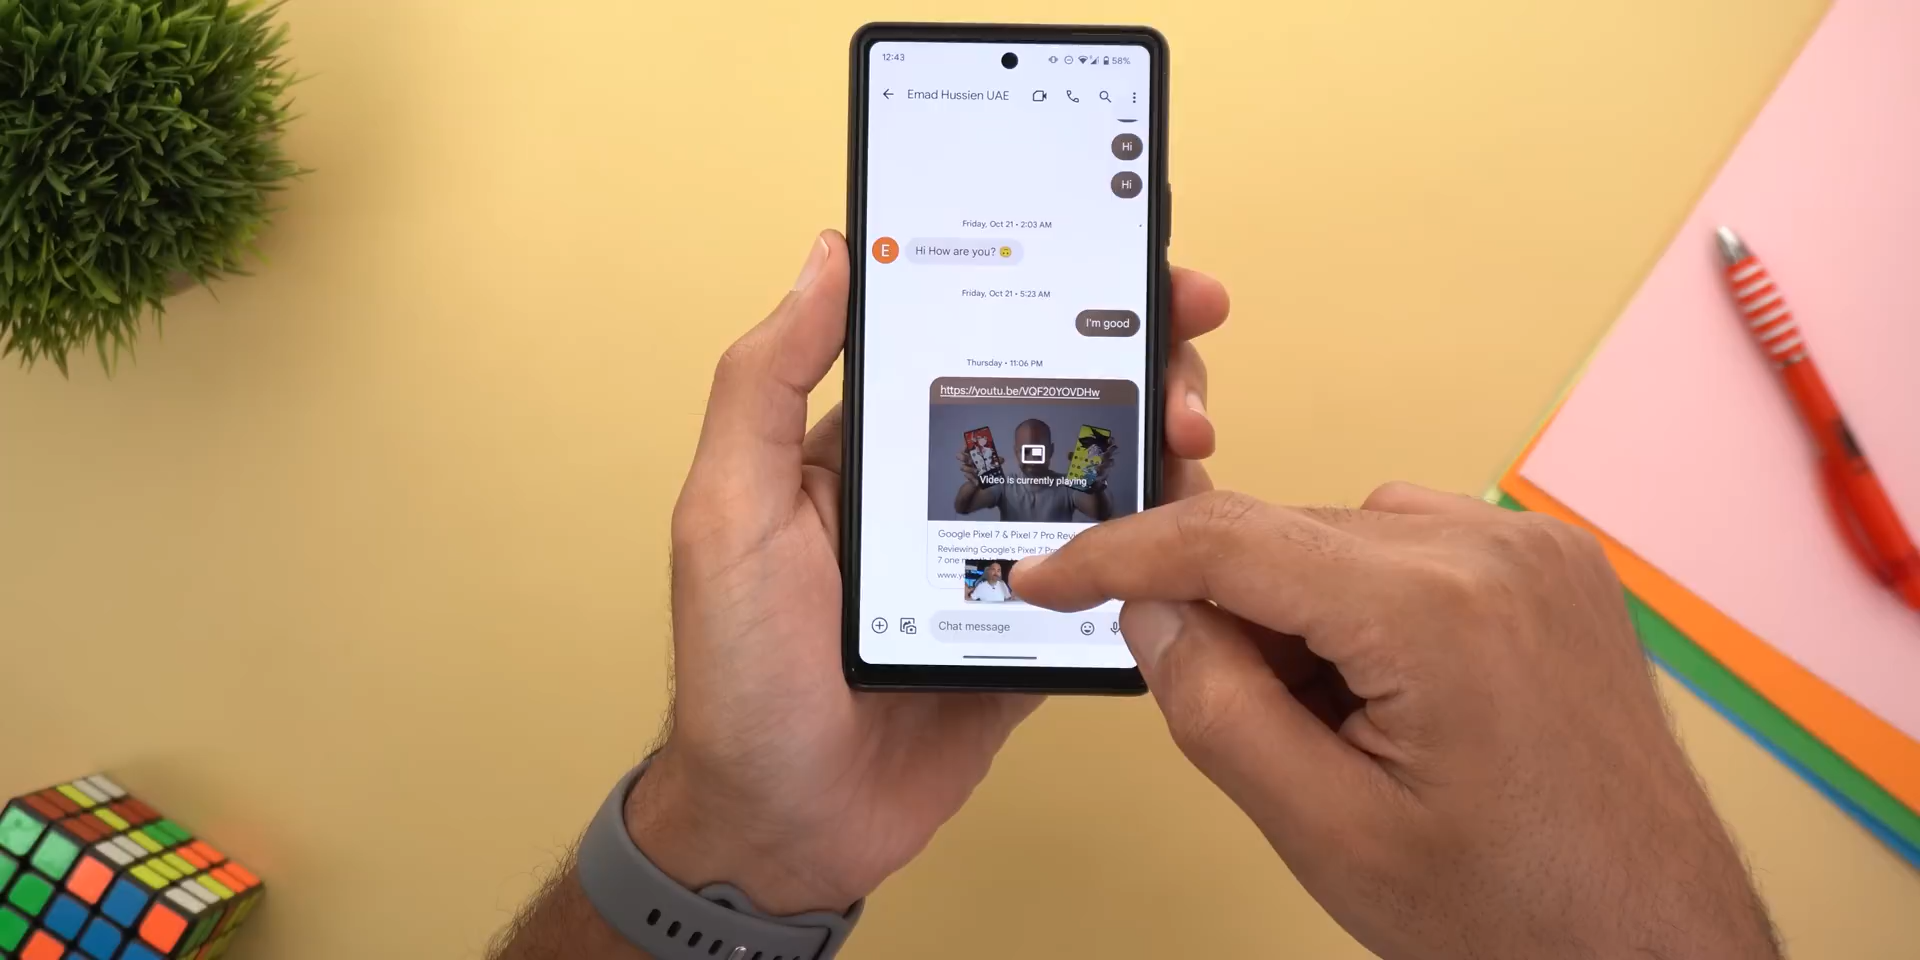 12:43
58%
Emad Hussien UAE
Hi
Hi
Friday, Oct 21 • 2:03 AM
E
Hi How are you? 🙃
Friday, Oct 21 • 5:23 AM
I'm good
Thursday • 11:06 PM
https://youtu.be/VQF20YOVDHw
Video is currently playing
Google Pixel 7 & Pixel 7 Pro
Reviewing Google's Pixel 7
7 one
Chat message